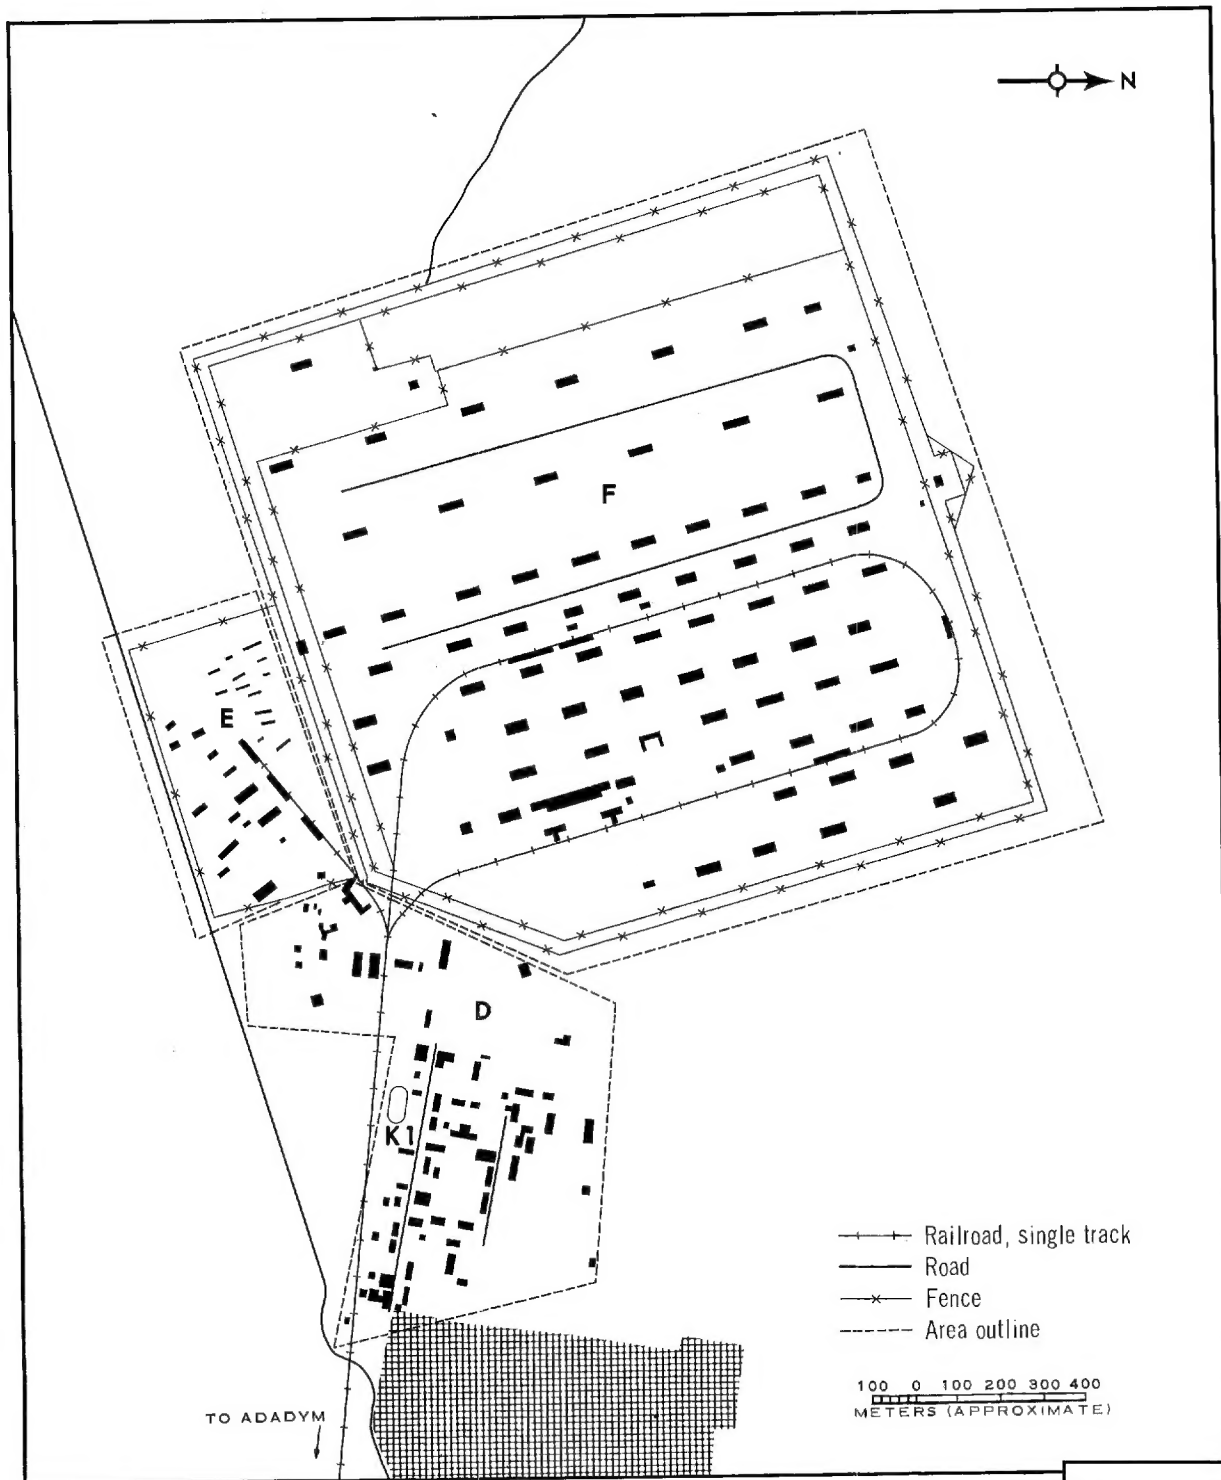 N
F
E
D
K1
Railroad, single track
Road
Fence
Area outline
100 0 100 200 300 400
METERS (APPROXIMATE)
TO ADADYM